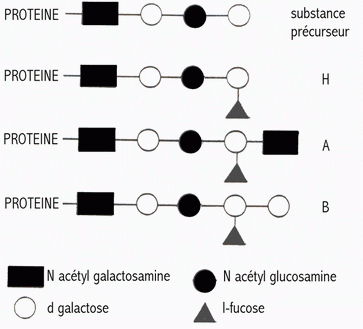 PROTEINE substance
précurseur
PROTEINE H
PROTEINE A
PROTEINE B
N acétyl galactosamine N acétyl glucosamine
d galactose l-fucose